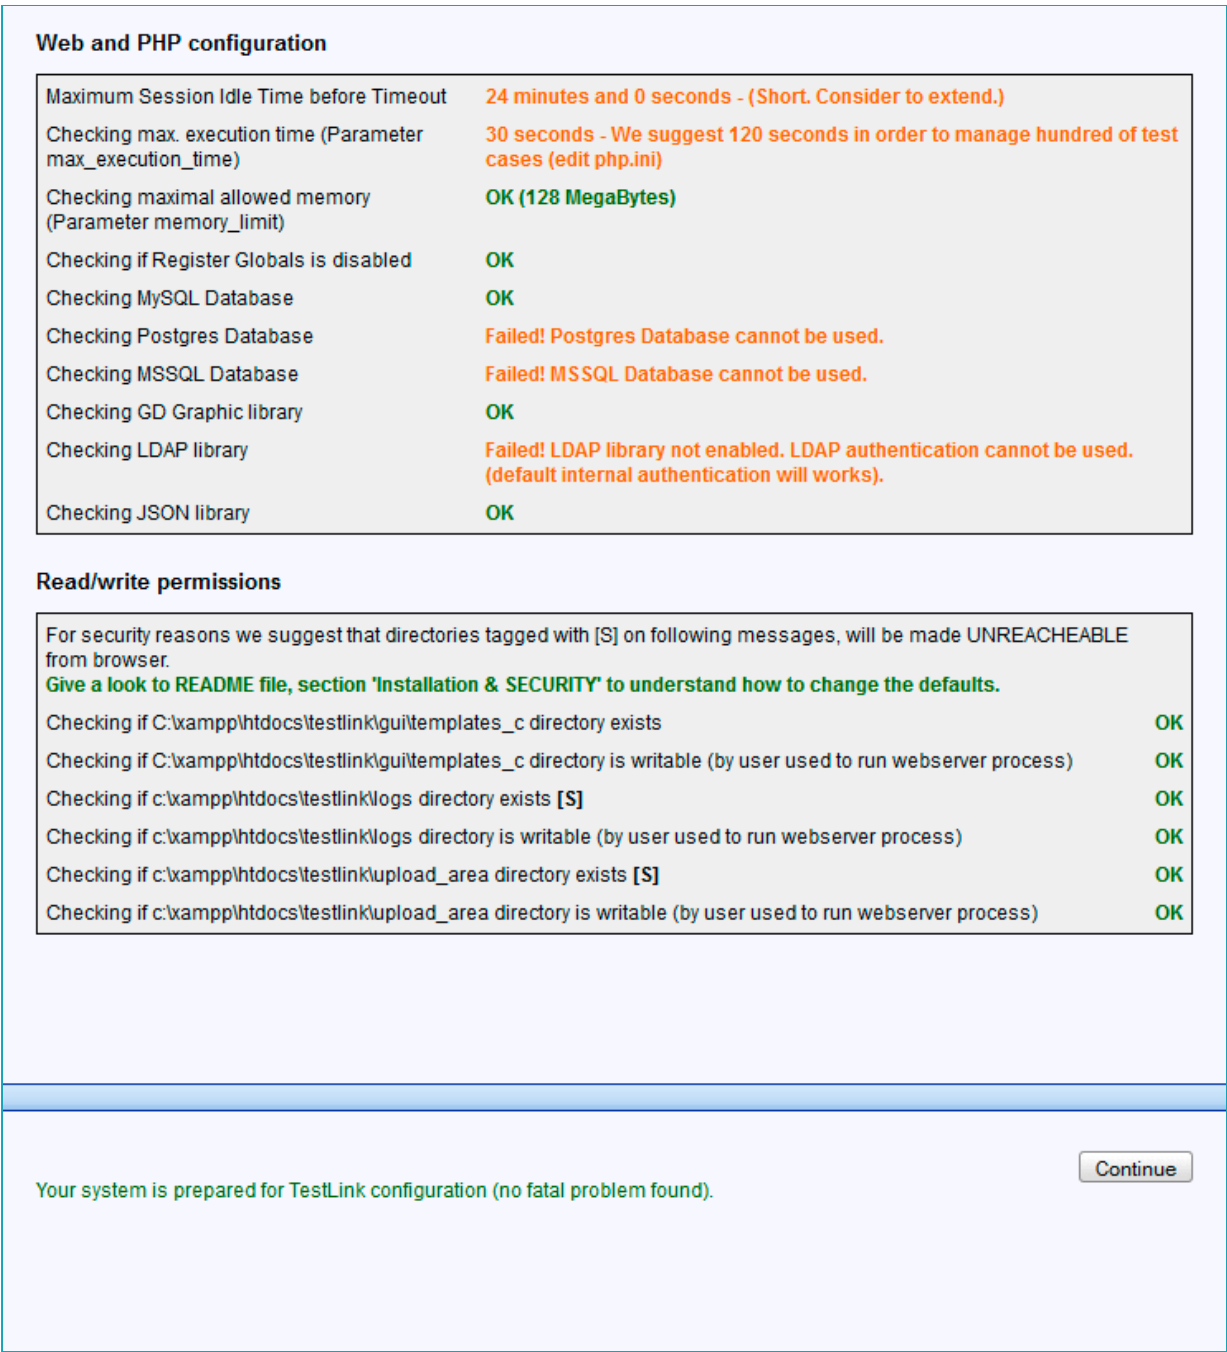 Web and PHP configuration
Maximum Session Idle Time before Timeout 24 minutes and 0 seconds - (Short. Consider to extend.)
Checking max. execution time (Parameter 30 seconds - We suggest 120 seconds in order to manage hundred of test
max_execution_time) cases (edit php.ini)
Checking maximal allowed memory OK (128 MegaBytes)
(Parameter memory_limit)
Checking if Register Globals is disabled OK
Checking MySQL Database OK
Checking Postgres Database Failed! Postgres Database cannot be used.
Checking MSSQL Database Failed! MSSQL Database cannot be used.
Checking GD Graphic library OK
Checking LDAP library Failed! LDAP library not enabled. LDAP authentication cannot be used.
(default internal authentication will works).
Checking JSON library OK
Read/write permissions
For security reasons we suggest that directories tagged with [S] on following messages, will be made UNREACHEABLE
from browser.
Give a look to README file, section 'Installation & SECURITY' to understand how to change the defaults.
Checking if C:\xampp\htdocs\testlink\gui\templates_c directory exists OK
Checking if C:\xampp\htdocs\testlink\gui\templates_c directory is writable (by user used to run webserver process) OK
Checking if c:\xampp\htdocs\testlink\logs directory exists [S] OK
Checking if c:\xampp\htdocs\testlink\logs directory is writable (by user used to run webserver process) OK
Checking if c:\xampp\htdocs\testlink\upload_area directory exists [S] OK
Checking if c:\xampp\htdocs\testlink\upload_area directory is writable (by user used to run webserver process) OK
Continue
Your system is prepared for TestLink configuration (no fatal problem found).